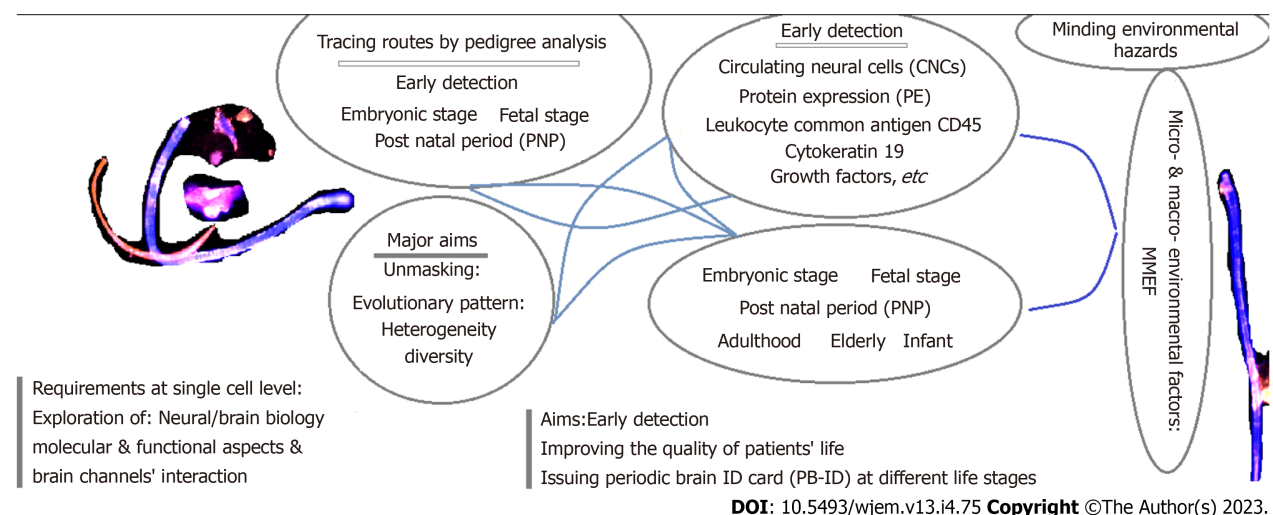 Tracing routes by pedigree analysis
Early detection
Embryonic stage Fetal stage
Post natal period (PNP)
Early detection
Circulating neural cells (CNCs)
Protein expression (PE)
Leukocyte common antigen CD45
Cytokeratin 19
Growth factors, etc
Minding environmental
hazards
Micro- & macro- environmental factors:
MMEF
Major aims
Unmasking:
Evolutionary pattern:
Heterogeneity
diversity
Embryonic stage Fetal stage
Post natal period (PNP)
Adulthood Elderly Infant
Requirements at single cell level:
Exploration of: Neural/brain biology
molecular & functional aspects &
brain channels' interaction
Aims:Early detection
Improving the quality of patients' life
Issuing periodic brain ID card (PB-ID) at different life stages
DOI: 10.5493/wjem.v13.i4.75 Copyright ©The Author(s) 2023.